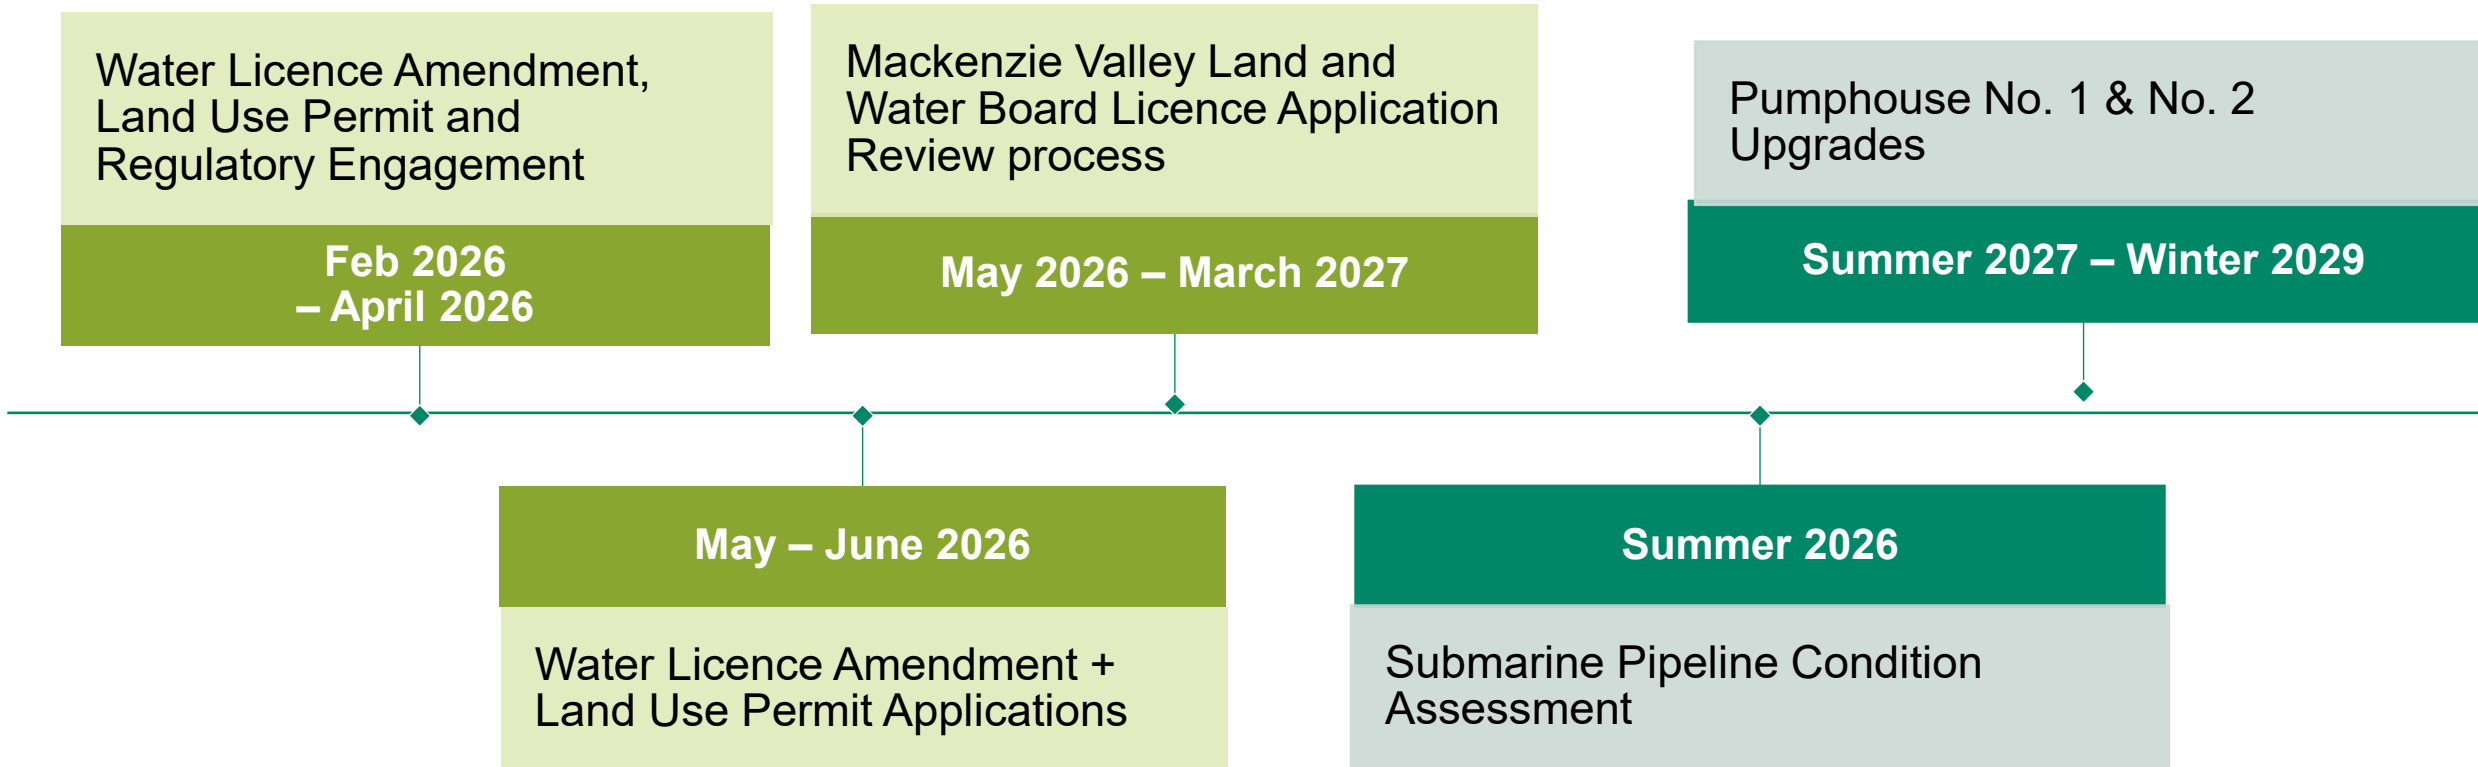 Water Licence Amendment,
Land Use Permit and
Regulatory Engagement
Feb 2026
– April 2026
Mackenzie Valley Land and
Water Board Licence Application
Review process
May 2026 – March 2027
Pumphouse No. 1 & No. 2
Upgrades
Summer 2027 – Winter 2029
May – June 2026
Water Licence Amendment +
Land Use Permit Applications
Summer 2026
Submarine Pipeline Condition
Assessment